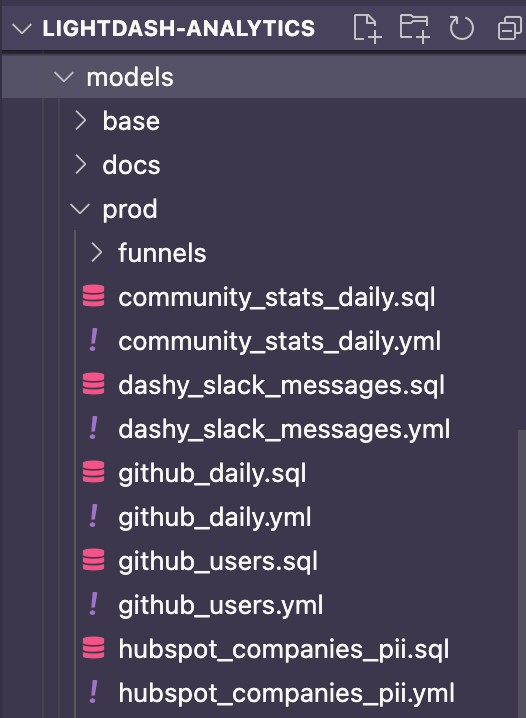 LIGHTDASH-ANALYTICS
models
base
docs
prod
funnels
community_stats_daily.sql
! community_stats_daily.yml
dashy_slack_messages.sql
! dashy_slack_messages.yml
github_daily.sql
! github_daily.yml
github_users.sql
! github_users.yml
hubspot_companies_pii.sql
! hubspot_companies_pii.yml